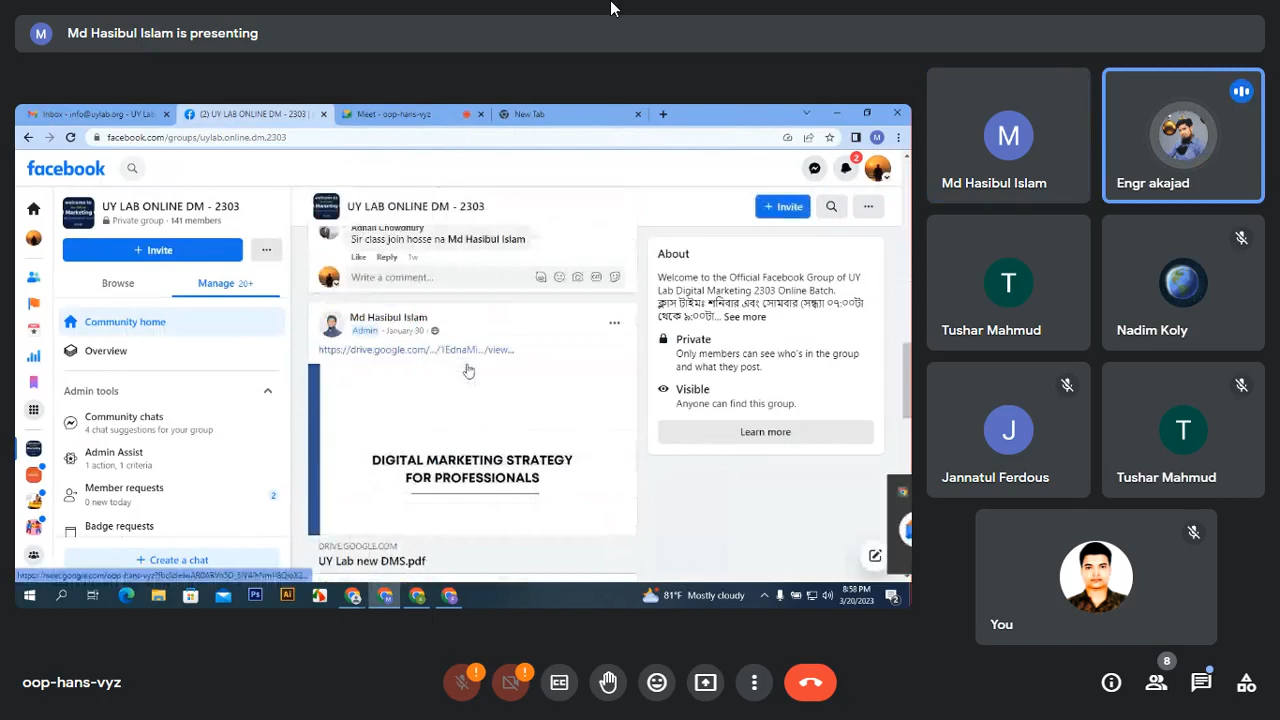 M
Md Hasibul Islam is presenting
Inbox - info@uylab.org - UY La
(2) UY LAB ONLINE DM - 2303 |
Meet - oop-hans-vyz
New Tab
facebook.com/groups/uylab.online.dm.2303
M
facebook
2
UY LAB ONLINE DM - 2303
Private group · 141 members
+ Invite
Browse
Manage 20+
Community home
Overview
Admin tools
Community chats
4 chat suggestions for your group
Admin Assist
1 action, 1 criteria
Member requests
0 new today
2
Badge requests
+ Create a chat
UY LAB ONLINE DM - 2303
+ Invite
Adnan Chowdhury
Sir class join hosse na Md Hasibul Islam
Like Reply 1w
Write a comment...
Md Hasibul Islam
Admin · January 30 ·
https://drive.google.com/.../1EdnaMi.../view...
DIGITAL MARKETING STRATEGY
FOR PROFESSIONALS
DRIVE.GOOGLE.COM
UY Lab new DMS.pdf
About
Welcome to the Official Facebook Group of UY
Lab Digital Marketing 2303 Online Batch.
ক্লাস টাইমঃ শনিবার এবং সোমবার (সন্ধ্যা ০৭:০০টা
থেকে ৯:০০টা... See more
Private
Only members can see who's in the group
and what they post.
Visible
Anyone can find this group.
Learn more
Ps
Ai
81°F Mostly cloudy
8:58 PM
3/20/2023
2
M
Md Hasibul Islam
Engr akajad
T
Tushar Mahmud
Nadim Koly
J
Jannatul Ferdous
T
Tushar Mahmud
You
oop-hans-vyz
8